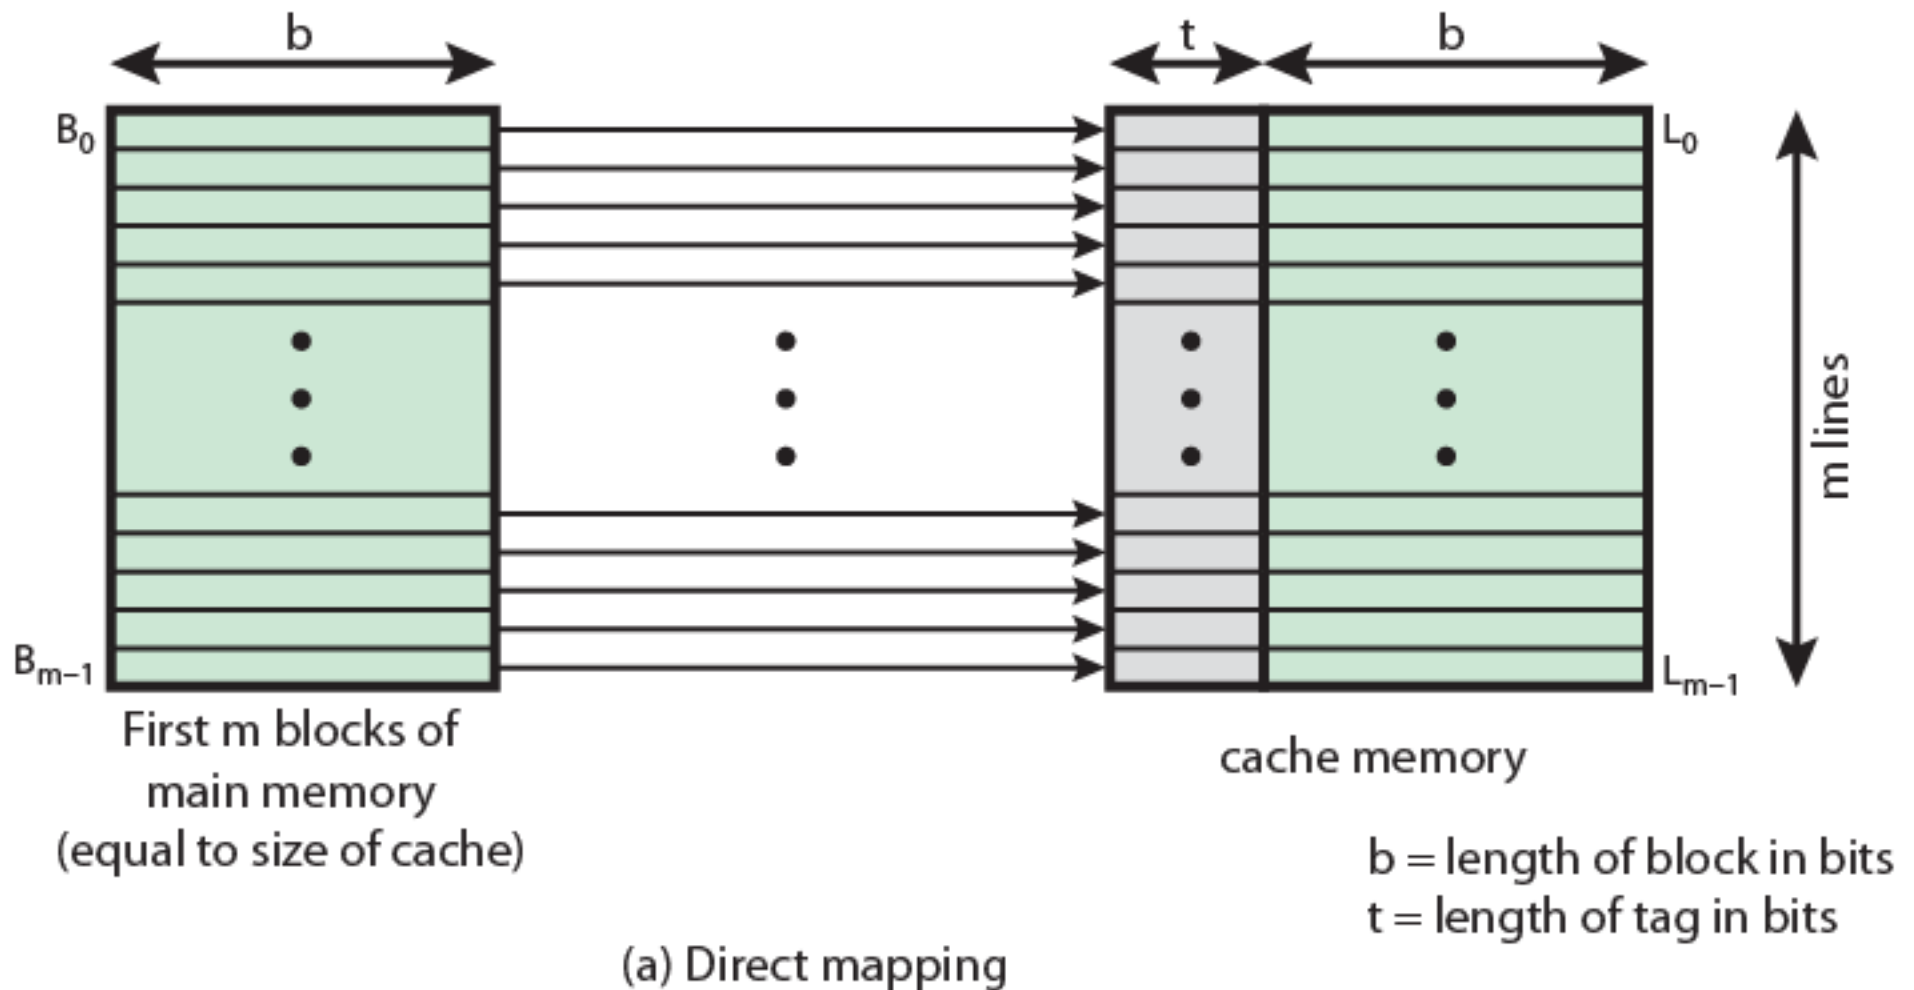 b
t
b
B₀
L₀
m lines
Bₘ₋₁
Lₘ₋₁
First m blocks of
main memory
(equal to size of cache)
cache memory
b = length of block in bits
t = length of tag in bits
(a) Direct mapping